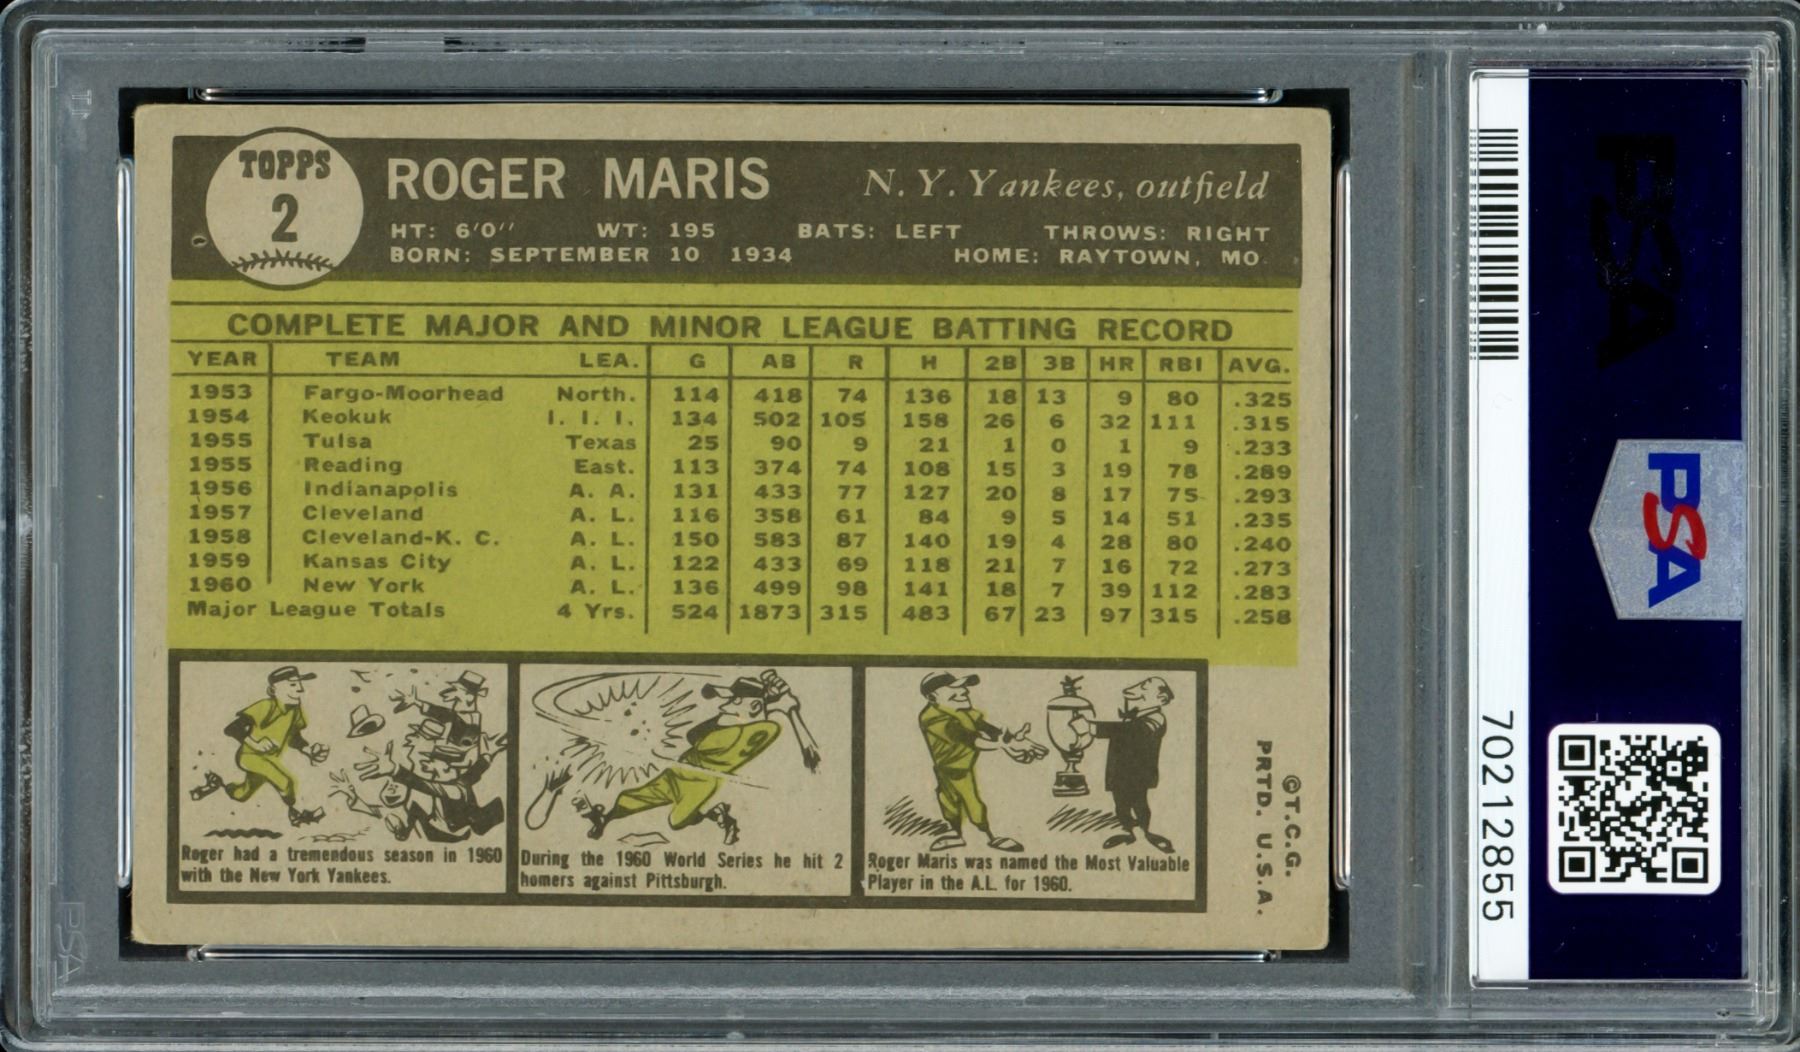 TOPPS
2
ROGER MARIS N. Y. Yankees, outfield
HT: 6'0" WT: 195 BATS: LEFT THROWS: RIGHT
BORN: SEPTEMBER 10 1934 HOME: RAYTOWN, MO.
COMPLETE MAJOR AND MINOR LEAGUE BATTING RECORD
YEAR TEAM LEA. G AB R H 2B 3B HR RBI AVG.
1953 Fargo-Moorhead North. 114 418 74 136 18 13 9 80 .325
1954 Keokuk I. I. I. 134 502 105 158 26 6 32 111 .315
1955 Tulsa Texas 25 90 9 21 1 0 1 9 .233
1955 Reading East. 113 374 74 108 15 3 19 78 .289
1956 Indianapolis A. A. 131 433 77 127 20 8 17 75 .293
1957 Cleveland A. L. 116 358 61 84 9 5 14 51 .235
1958 Cleveland-K. C. A. L. 150 583 87 140 19 4 28 80 .240
1959 Kansas City A. L. 122 433 69 118 21 7 16 72 .273
1960 New York A. L. 136 499 98 141 18 7 39 112 .283
Major League Totals 4 Yrs. 524 1873 315 483 67 23 97 315 .258
9
Roger had a tremendous season in 1960
with the New York Yankees.
During the 1960 World Series he hit 2
homers against Pittsburgh.
Roger Maris was named the Most Valuable
Player in the A.L. for 1960.
©T.C.G.
PRTD. U.S.A.
70212855
PSA
PSA
PSA